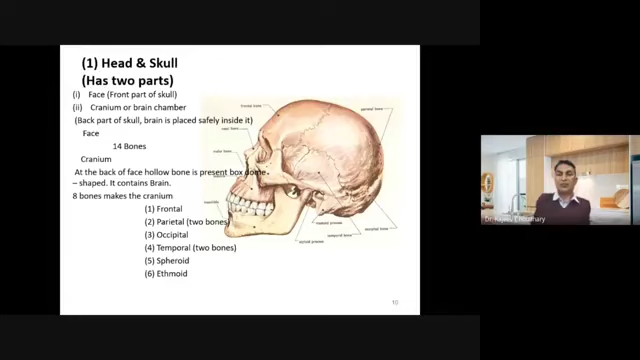 (1) Head & Skull
(Has two parts)
(i) Face (Front part of skull)
(ii) Cranium or brain chamber
(Back part of skull, brain is placed safely inside it)
Face
14 Bones
Cranium
At the back of face hollow bone is present box dome
– shaped. It contains Brain.
8 bones makes the cranium
(1) Frontal
(2) Parietal (two bones)
(3) Occipital
(4) Temporal (two bones)
(5) Spheroid
(6) Ethmoid
frontal bone
parietal bone
nasal bone
malar bone
maxilla
mastoid process
occipital bone
temporal bone
styloid process
10
Dr. Rajeev Choudhary